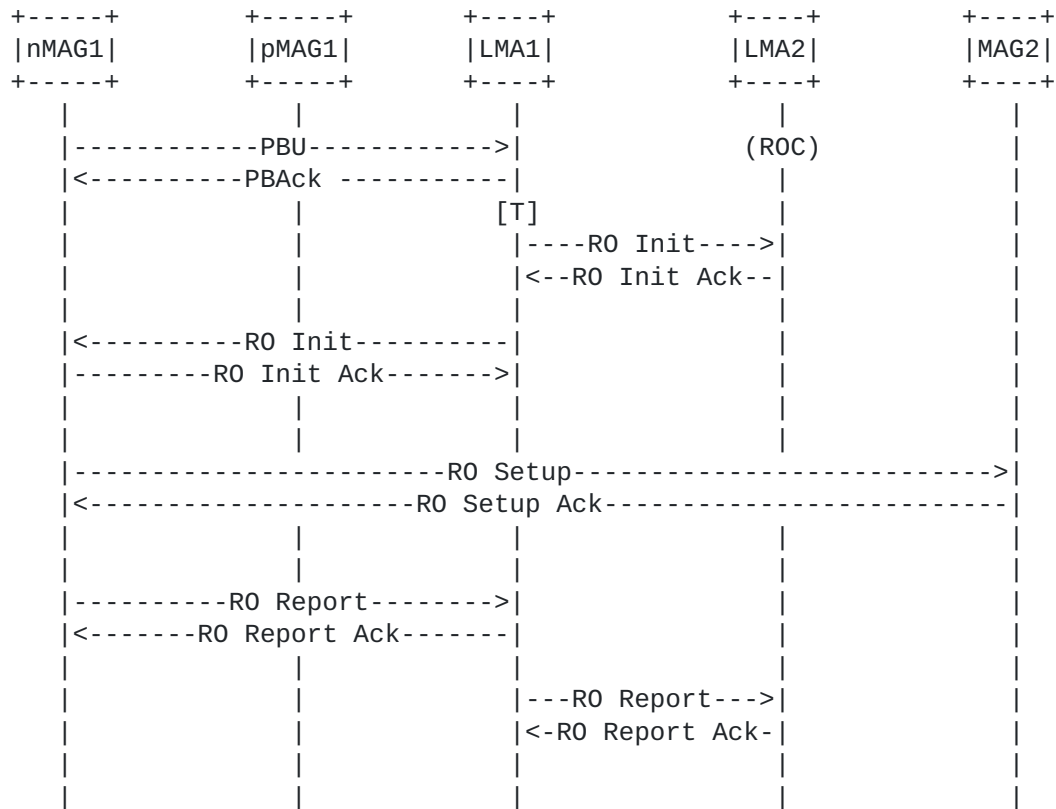 +-----+        +-----+       +----+           +----+         +----+
|nMAG1|        |pMAG1|       |LMA1|           |LMA2|         |MAG2|
+-----+        +-----+       +----+           +----+         +----+
   |              |             |                |              |
   |------------PBU------------>|              (ROC)            |
   |<----------PBAck -----------|                |              |
   |              |            [T]               |              |
   |              |             |----RO Init---->|              |
   |              |             |<--RO Init Ack--|              |
   |              |             |                |              |
   |<----------RO Init----------|                |              |
   |---------RO Init Ack------->|                |              |
   |              |             |                |              |
   |              |             |                |              |
   |-----------------------RO Setup--------------------------->|
   |<---------------------RO Setup Ack--------------------------|
   |              |             |                |              |
   |              |             |                |              |
   |----------RO Report-------->|                |              |
   |<-------RO Report Ack-------|                |              |
   |              |             |                |              |
   |              |             |---RO Report--->|              |
   |              |             |<-RO Report Ack-|              |
   |              |             |                |              |
   |              |             |                |              |